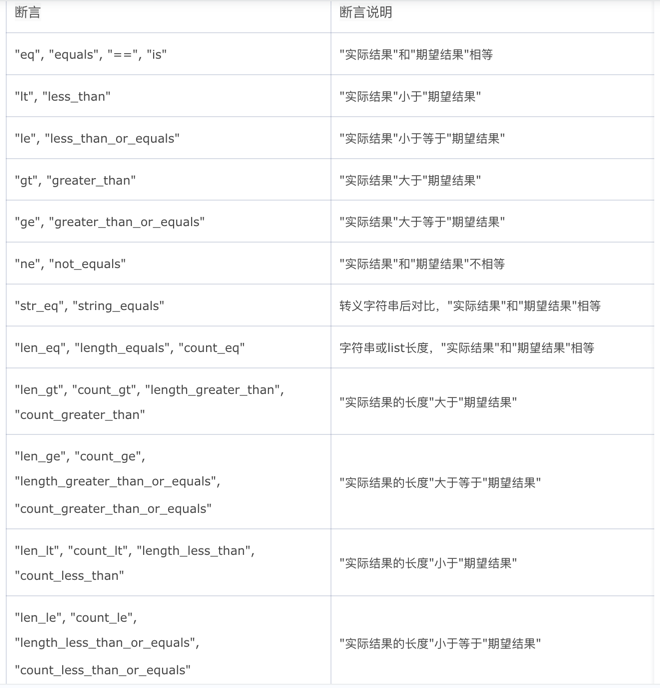 断言 断言说明
"eq", "equals", "==", "is" "实际结果"和"期望结果"相等
"lt", "less_than" "实际结果"小于"期望结果"
"le", "less_than_or_equals" "实际结果"小于等于"期望结果"
"gt", "greater_than" "实际结果"大于"期望结果"
"ge", "greater_than_or_equals" "实际结果"大于等于"期望结果"
"ne", "not_equals" "实际结果"和"期望结果"不相等
"str_eq", "string_equals" 转义字符串后对比，"实际结果"和"期望结果"相等
"len_eq", "length_equals", "count_eq" 字符串或list长度，"实际结果"和"期望结果"相等
"len_gt", "count_gt", "length_greater_than",
"count_greater_than"
"实际结果的长度"大于"期望结果"
"len_ge", "count_ge",
"length_greater_than_or_equals",
"count_greater_than_or_equals"
"实际结果的长度"大于等于"期望结果"
"len_lt", "count_lt", "length_less_than",
"count_less_than"
"实际结果的长度"小于"期望结果"
"len_le", "count_le",
"length_less_than_or_equals",
"count_less_than_or_equals"
"实际结果的长度"小于等于"期望结果"